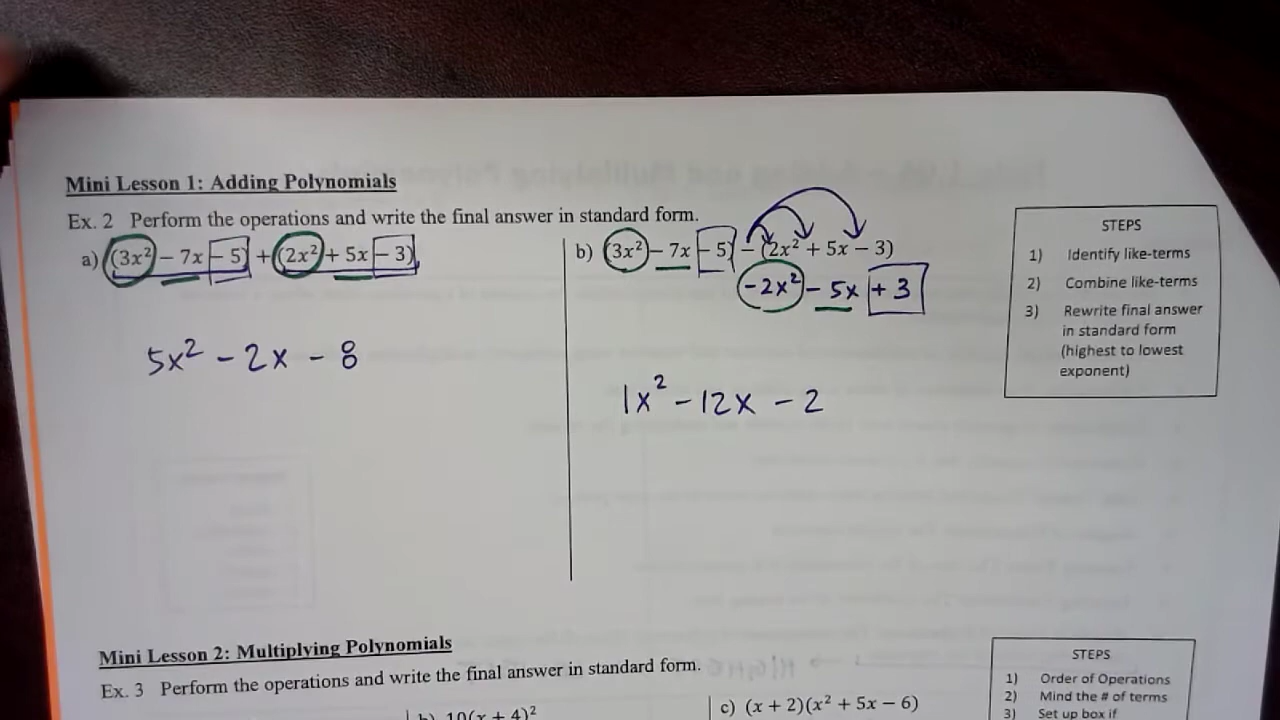 Mini Lesson 1: Adding Polynomials
Ex. 2 Perform the operations and write the final answer in standard form.
a) (3x² − 7x − 5) + (2x² + 5x − 3)
5x² − 2x − 8
b) (3x² − 7x − 5) − (2x² + 5x − 3)
−2x² − 5x + 3
1x² − 12x − 2
STEPS
1) Identify like-terms
2) Combine like-terms
3) Rewrite final answer
in standard form
(highest to lowest
exponent)
Mini Lesson 2: Multiplying Polynomials
Ex. 3 Perform the operations and write the final answer in standard form.
b) 10(x + 4)²
c) (x + 2)(x² + 5x − 6)
STEPS
1) Order of Operations
2) Mind the # of terms
3) Set up box if